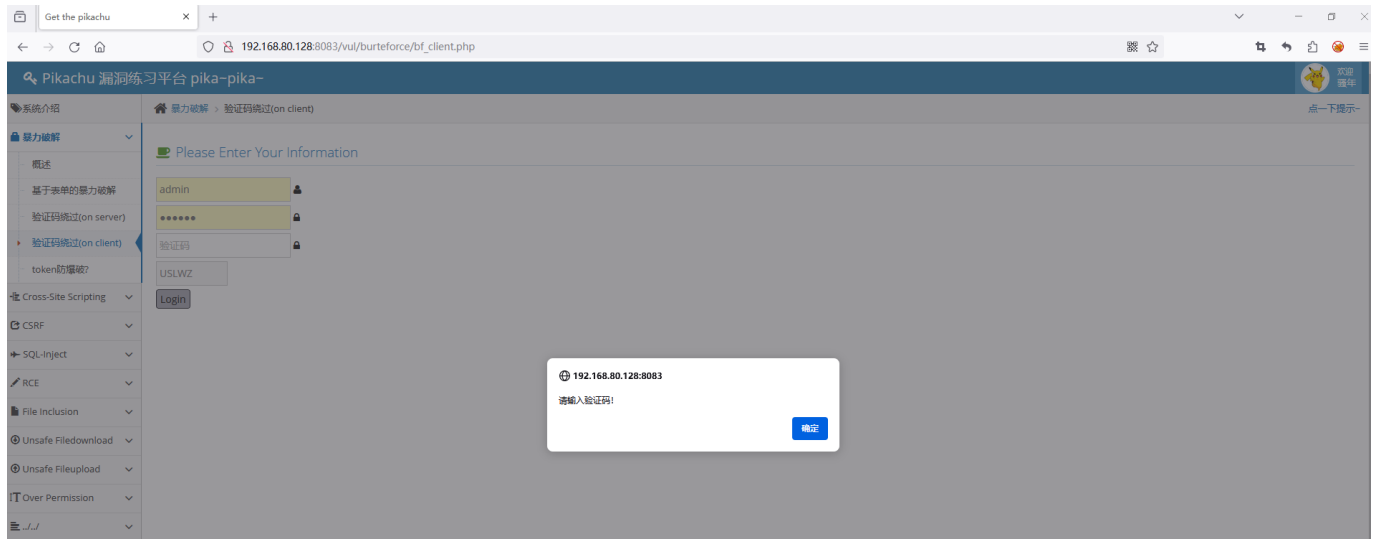 Get the pikachu
192.168.80.128:8083/vul/burteforce/bf_client.php
Pikachu 漏洞练习平台 pika~pika~
欢迎
骚年
系统介绍
暴力破解 › 验证码绕过(on client)
点一下提示~
暴力破解
概述
基于表单的暴力破解
验证码绕过(on server)
验证码绕过(on client)
token防爆破?
Cross-Site Scripting
CSRF
SQL-Inject
RCE
File Inclusion
Unsafe Filedownload
Unsafe Fileupload
Over Permission
../../
Please Enter Your Information
admin
••••••
验证码
USLWZ
Login
192.168.80.128:8083
请输入验证码!
确定